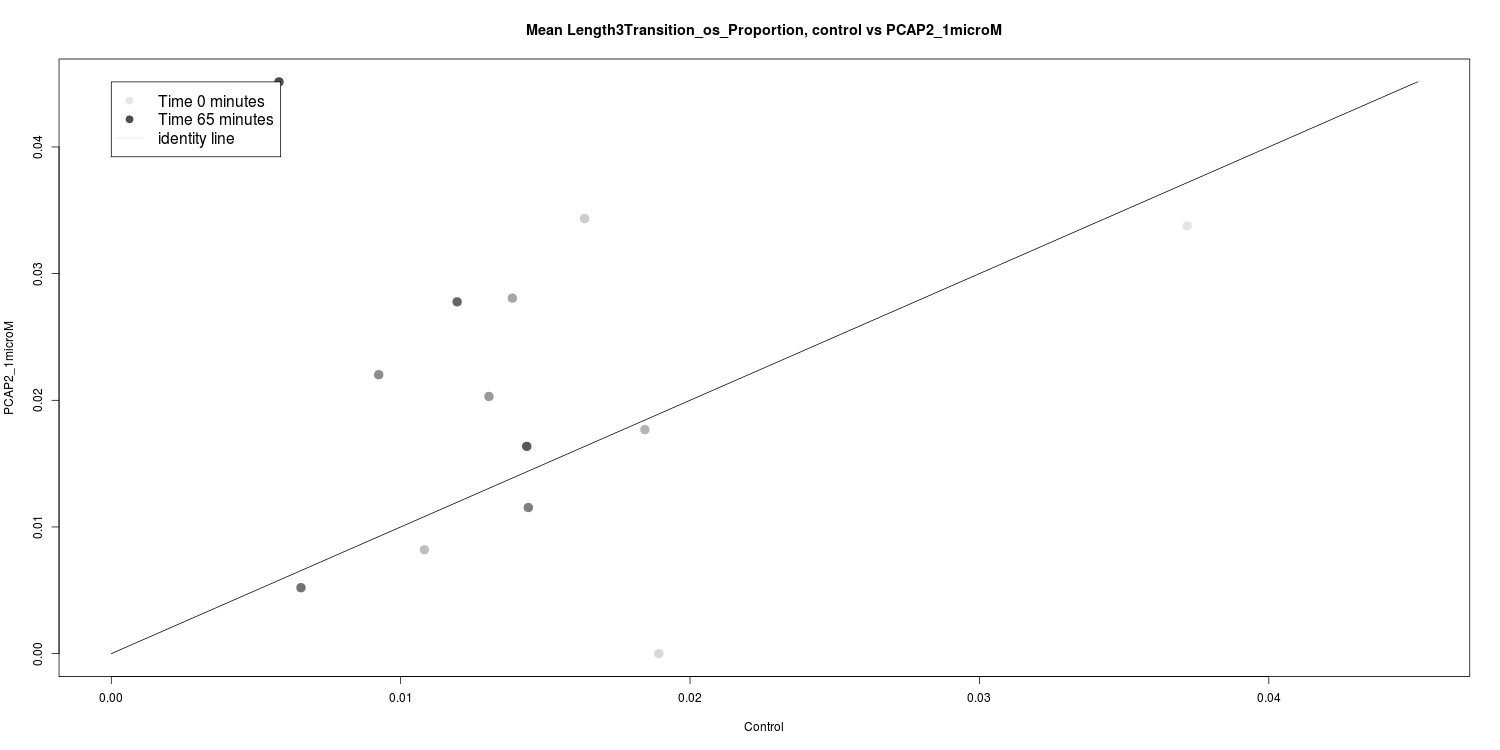 Mean Length3Transition_os_Proportion, control vs PCAP2_1microM
Time 0 minutes
Time 65 minutes
identity line
PCAP2_1microM
0.04
0.03
0.02
0.01
0.00
0.00 0.01 0.02 0.03 0.04
Control